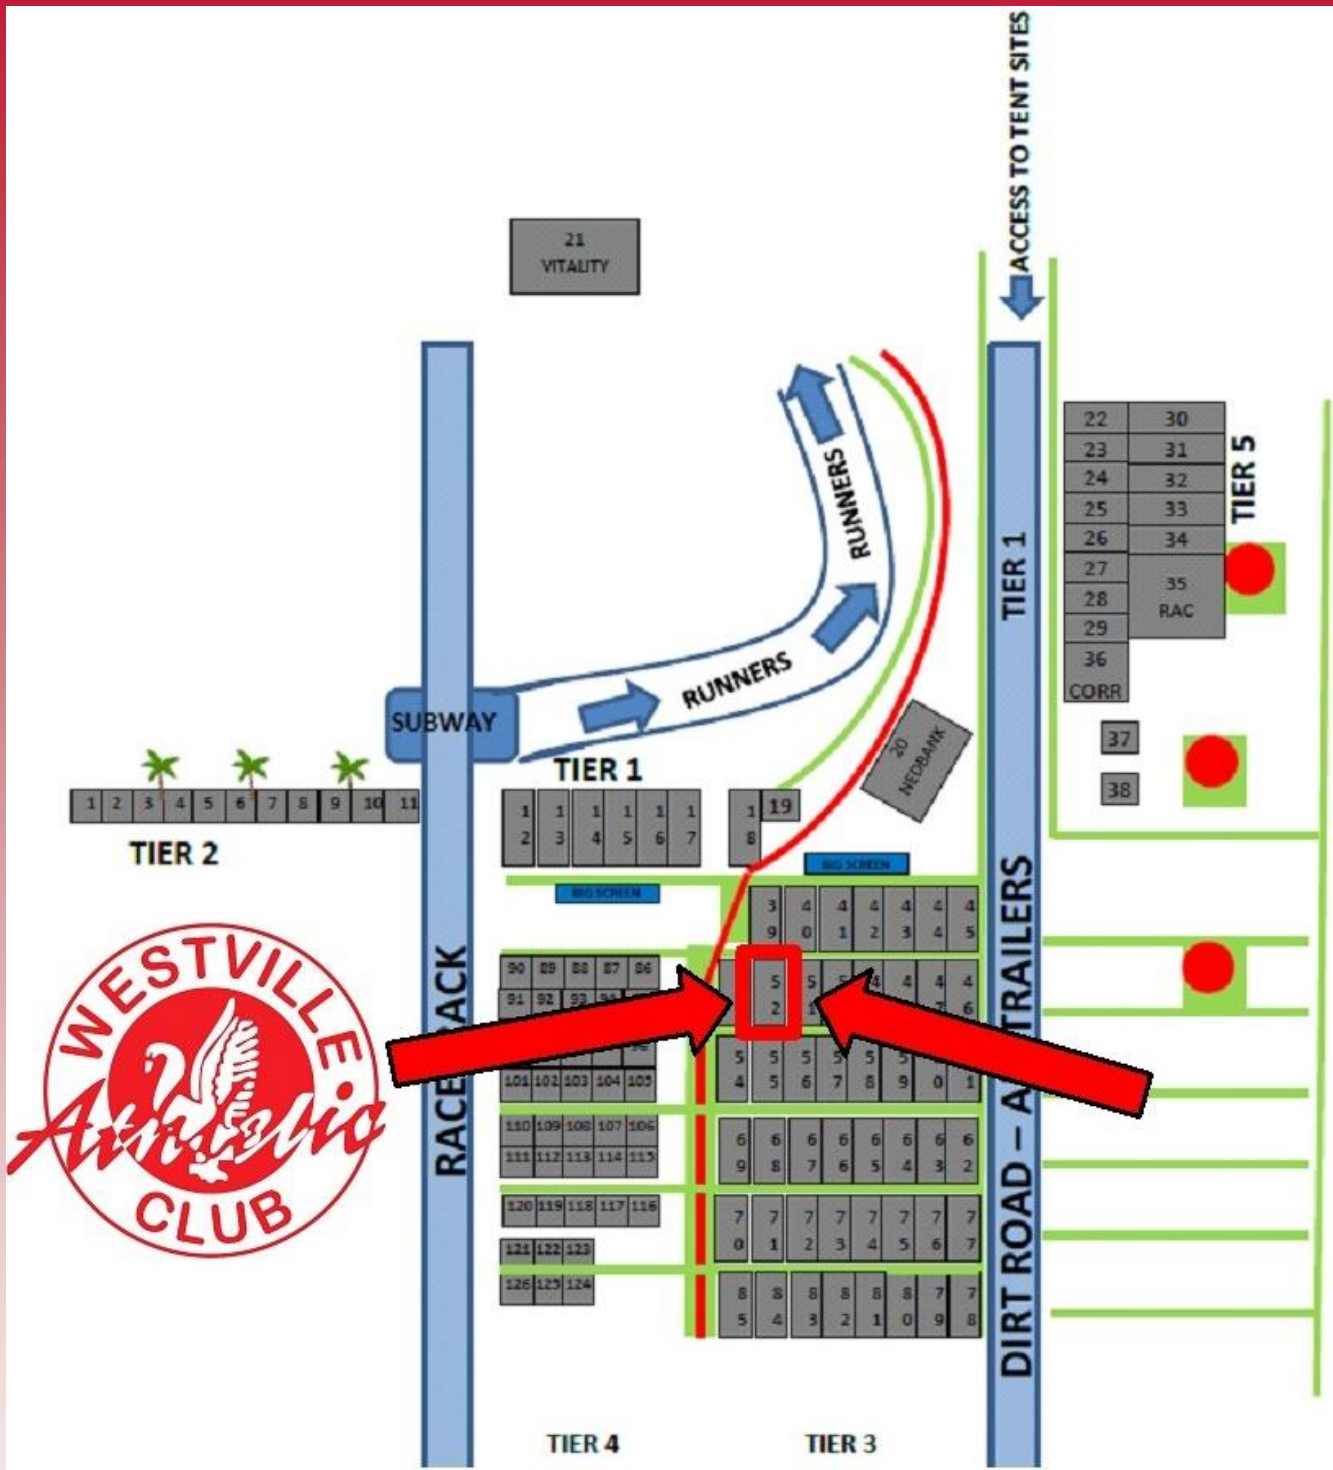 ACCESS TO TENT SITES
21
VITALITY
22 30
23 31
24 32
25 33
26 34
27
28
29
35
RAC
36
CORR
TIER 5
TIER 1
RUNNERS
RUNNERS
SUBWAY
20
NEDBANK
37
38
TIER 1
1 2 3 4 5 6 7 8 9 10 11
TIER 2
12 13 14 15 16 17 18 19
BIG SCREEN
BIG SCREEN
39 40 41 42 43 44 45
90 89 88 87 86
91 92 93
52
WESTVILLE
Athletic
CLUB
RACE
DIRT ROAD – A
TRAILERS
54 55 56 57 58 59
101 102 103 104 105
110 109 108 107 106
111 112 113 114 115
69 68 67 66 65 64 63 62
120 119 118 117 116
70 71 72 73 74 75 76 77
121 122 123
126 125 124
85 84 83 82 81 80 79 78
TIER 4
TIER 3